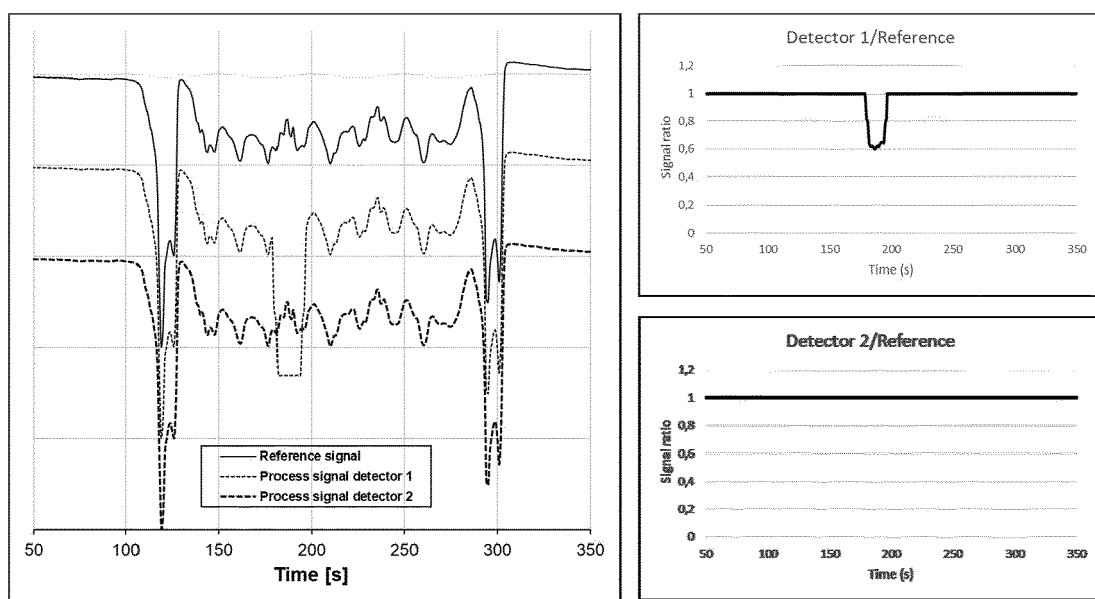 Reference signal
Process signal detector 1
Process signal detector 2
50 100 150 200 250 300 350
Time [s]
Detector 1/Reference
1,2
1
0,8
0,6
0,4
0,2
0
Signal ratio
50 100 150 200 250 300 350
Time (s)
Detector 2/Reference
1,2
1
0,8
0,6
0,4
0,2
0
Signal ratio
50 100 150 200 250 300 350
Time (s)